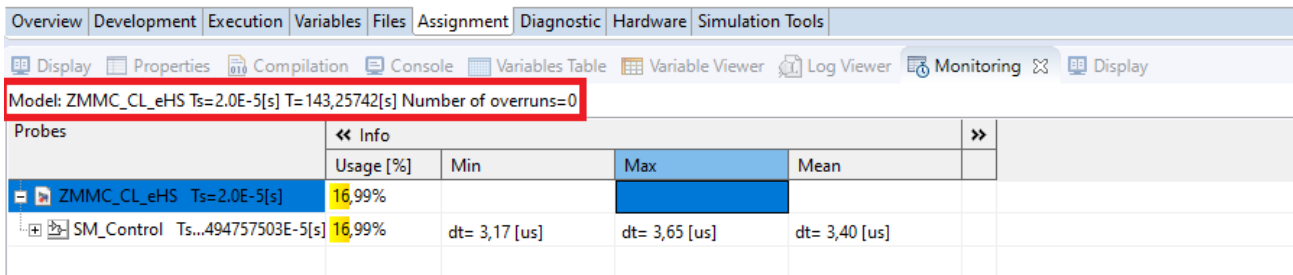 Overview Development Execution Variables Files Assignment Diagnostic Hardware Simulation Tools
Display Properties Compilation Console Variables Table Variable Viewer Log Viewer Monitoring Display
Model: ZMMC_CL_eHS Ts=2.0E-5[s] T=143,25742[s] Number of overruns=0
Probes « Info »
Usage [%] Min Max Mean
ZMMC_CL_eHS Ts=2.0E-5[s] 16,99%
SM_Control Ts...494757503E-5[s] 16,99% dt= 3,17 [us] dt= 3,65 [us] dt= 3,40 [us]